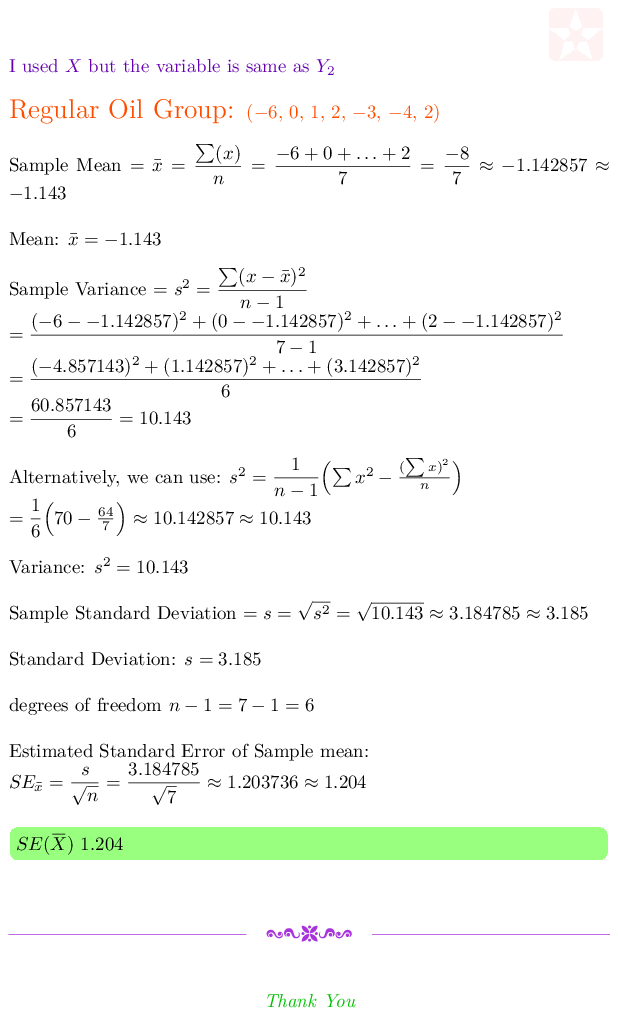 I used X but the variable is same as Y₂
Regular Oil Group: (−6, 0, 1, 2, −3, −4, 2)
Sample Mean = x̄ = ∑(x)/n = (−6 + 0 + … + 2)/7 = −8/7 ≈ −1.142857 ≈
−1.143
Mean: x̄ = −1.143
Sample Variance = s² = ∑(x − x̄)²/(n − 1)
= ((−6 − −1.142857)² + (0 − −1.142857)² + … + (2 − −1.142857)²)/(7 − 1)
= ((−4.857143)² + (1.142857)² + … + (3.142857)²)/6
= 60.857143/6 = 10.143
Alternatively, we can use: s² = 1/(n − 1) (∑ x² − (∑ x)²/n)
= 1/6 (70 − 64/7) ≈ 10.142857 ≈ 10.143
Variance: s² = 10.143
Sample Standard Deviation = s = √s² = √10.143 ≈ 3.184785 ≈ 3.185
Standard Deviation: s = 3.185
degrees of freedom n − 1 = 7 − 1 = 6
Estimated Standard Error of Sample mean:
SE_x̄ = s/√n = 3.184785/√7 ≈ 1.203736 ≈ 1.204
SE(X̄) 1.204
Thank You